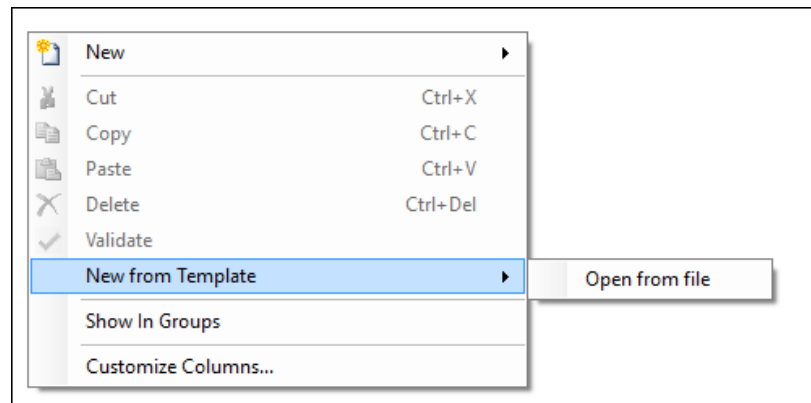 New
Cut Ctrl+X
Copy Ctrl+C
Paste Ctrl+V
Delete Ctrl+Del
Validate
New from Template Open from file
Show In Groups
Customize Columns...